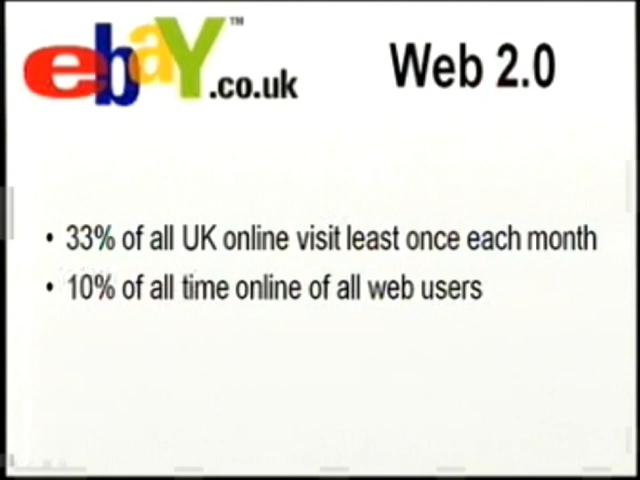 ebay™.co.uk
Web 2.0
• 33% of all UK online visit least once each month
• 10% of all time online of all web users